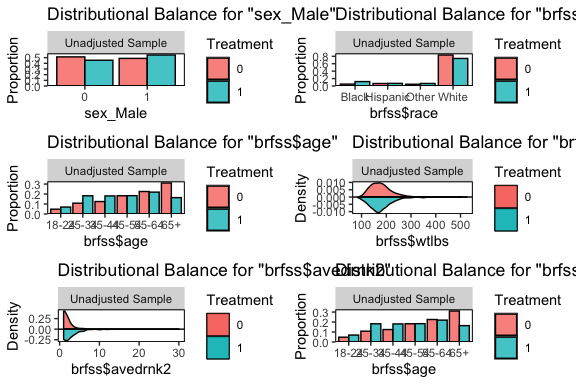 Distributional Balance for "sex_Male"
Unadjusted Sample
Proportion
0.5
0.4
0.3
0.2
0.1
0.0
0
1
sex_Male
Treatment
0
1
Distributional Balance for "brfss
Unadjusted Sample
Proportion
0.8
0.6
0.4
0.2
0.0
Black
Hispanic
Other
White
brfss$race
Treatment
0
1
Distributional Balance for "brfss$age"
Unadjusted Sample
Proportion
0.3
0.2
0.1
0.0
18-24
25-34
35-44
45-54
55-64
65+
brfss$age
Treatment
0
1
Distributional Balance for "br
Unadjusted Sample
Density
0.010
0.005
0.000
-0.005
-0.010
100
200
300
400
500
brfss$wtlbs
Treatment
0
1
Distributional Balance for "brfss$avedrnk2"
Unadjusted Sample
Density
0.25
0.00
-0.25
0
10
20
30
brfss$avedrnk2
Treatment
0
1
Distributional Balance for "brfss
Unadjusted Sample
Proportion
0.3
0.2
0.1
0.0
18-24
25-34
35-44
45-54
55-64
65+
brfss$age
Treatment
0
1